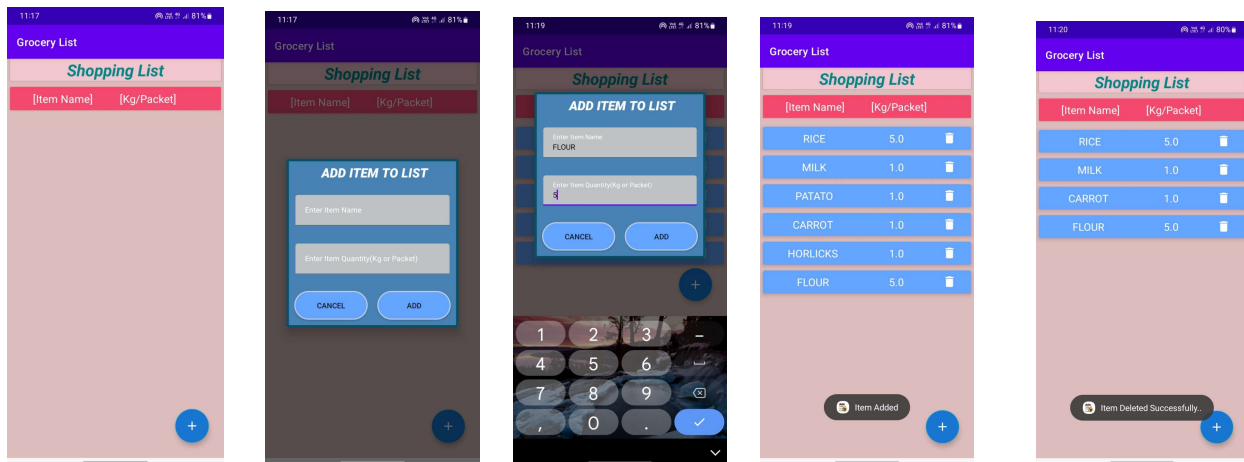 11:17 81%
Grocery List
Shopping List
[Item Name] [Kg/Packet]
+
11:17 81%
Grocery List
Shopping List
[Item Name] [Kg/Packet]
ADD ITEM TO LIST
Enter Item Name
Enter Item Quantity(Kg or Packet)
CANCEL ADD
+
11:19 81%
Grocery List
Shopping List
ADD ITEM TO LIST
Enter Item Name
FLOUR
Enter Item Quantity(Kg or Packet)
5
CANCEL ADD
+
1 2 3 -
4 5 6
7 8 9
, 0 .
11:19 81%
Grocery List
Shopping List
[Item Name] [Kg/Packet]
RICE 5.0
MILK 1.0
PATATO 1.0
CARROT 1.0
HORLICKS 1.0
FLOUR 5.0
Item Added
+
11:20 80%
Grocery List
Shopping List
[Item Name] [Kg/Packet]
RICE 5.0
MILK 1.0
CARROT 1.0
FLOUR 5.0
Item Deleted Successfully..
+